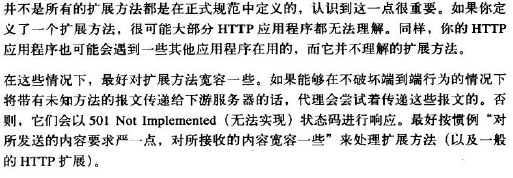 并不是所有的扩展方法都是在正式规范中定义的，认识到这一点很重要。如果你定
义了一个扩展方法，很可能大部分 HTTP 应用程序都无法理解。同样，你的 HTTP
应用程序也可能会遇到一些其他应用程序在用的，而它并不理解的扩展方法。
在这些情况下，最好对扩展方法宽容一些。如果能够在不破坏端到端行为的情况下
将带有未知方法的报文传递给下游服务器的话，代理会尝试着传递这些报文的。否
则，它们会以 501 Not Implemented（无法实现）状态码进行响应。最好按惯例“对
所发送的内容要求严一点，对所接收的内容宽容一些”来处理扩展方法（以及一般
的 HTTP 扩展）。